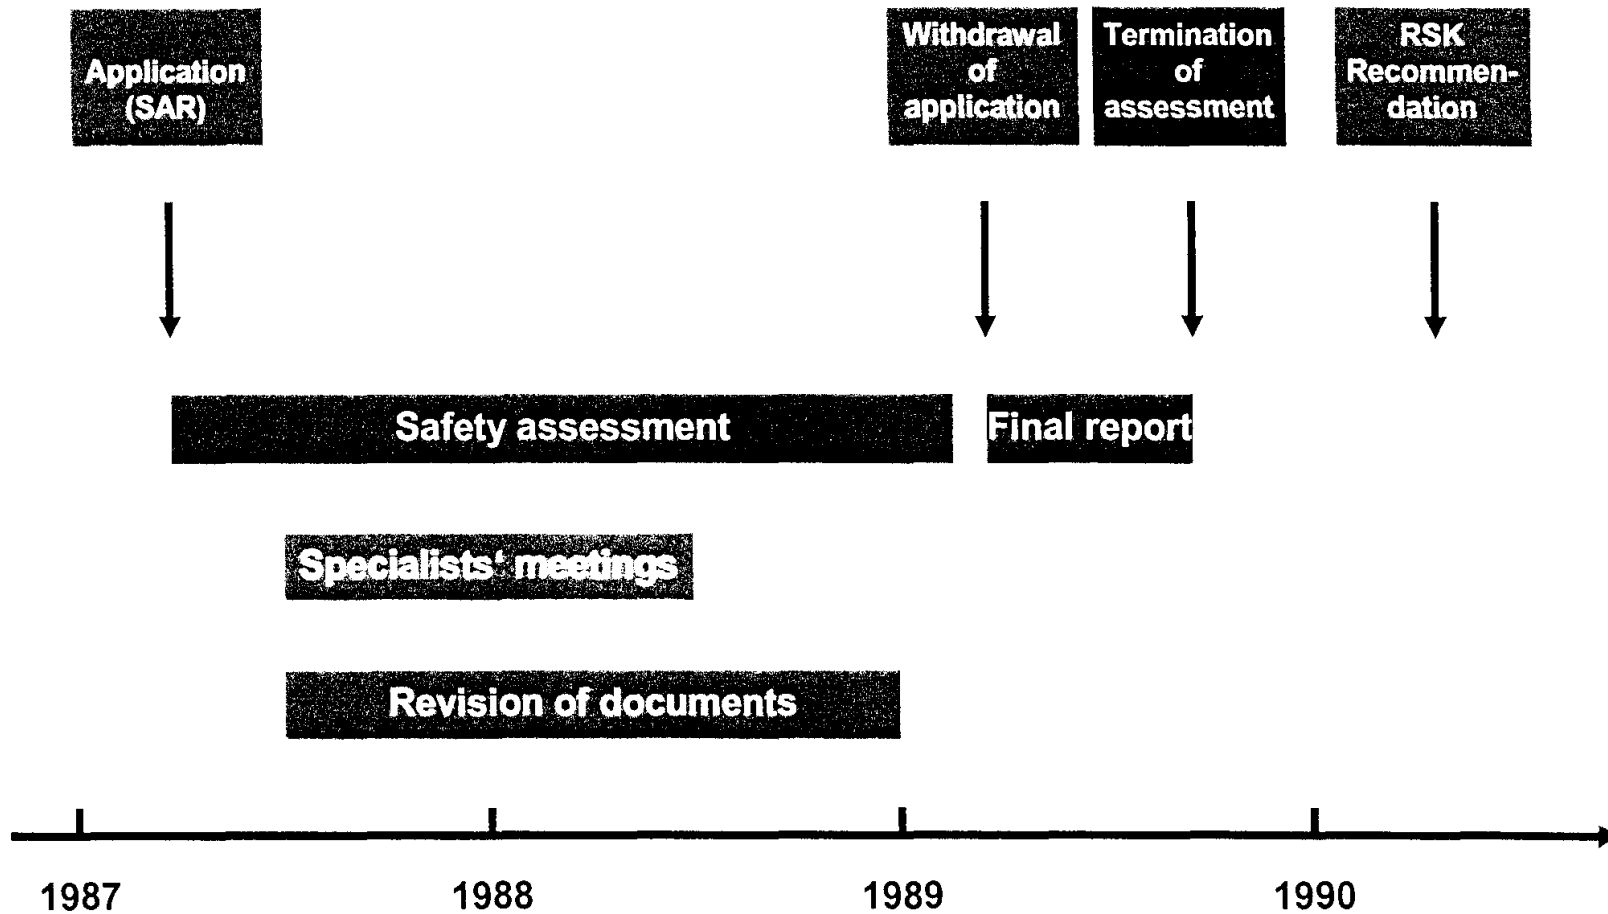 Application
(SAR)
Withdrawal
of
application
Termination
of
assessment
RSK
Recommen-
dation
Safety assessment
Final report
Specialists‘ meetings
Revision of documents
1987
1988
1989
1990